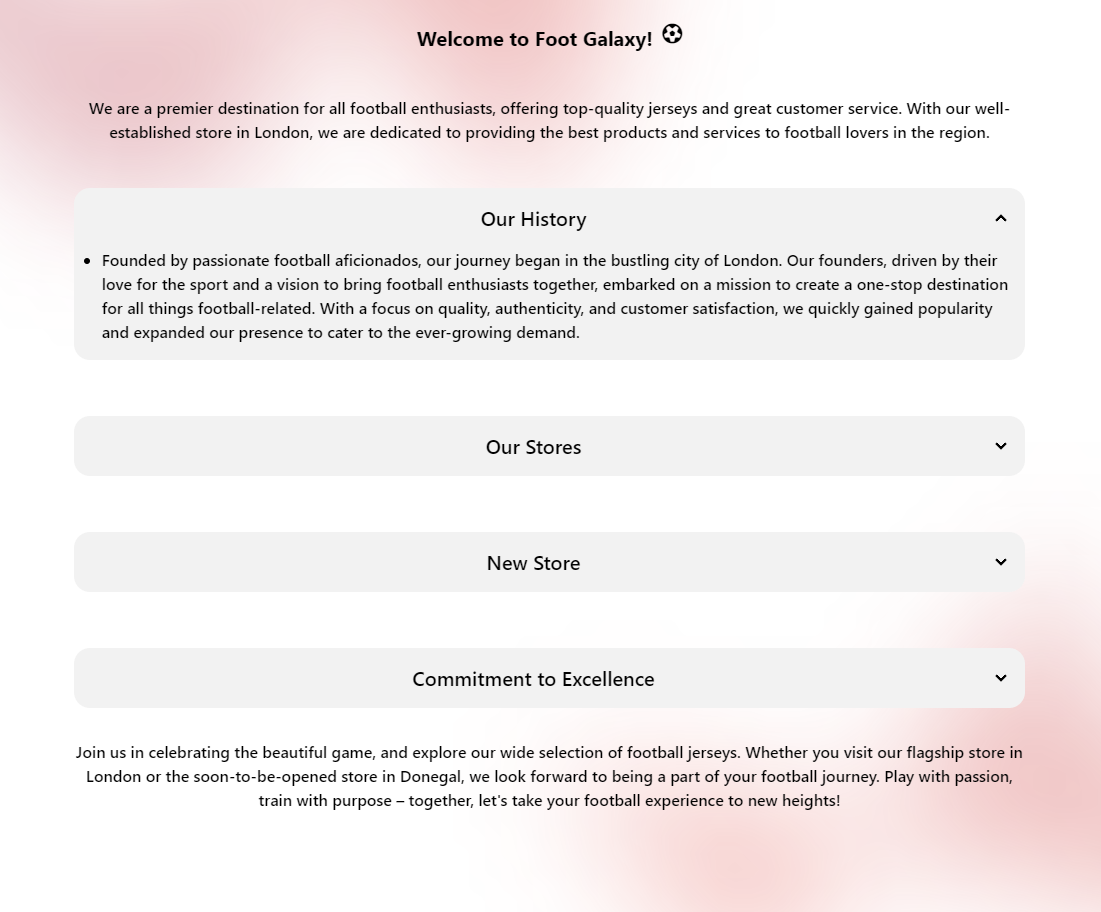 Welcome to Foot Galaxy!
We are a premier destination for all football enthusiasts, offering top-quality jerseys and great customer service. With our well-
established store in London, we are dedicated to providing the best products and services to football lovers in the region.
Our History
• Founded by passionate football aficionados, our journey began in the bustling city of London. Our founders, driven by their
love for the sport and a vision to bring football enthusiasts together, embarked on a mission to create a one-stop destination
for all things football-related. With a focus on quality, authenticity, and customer satisfaction, we quickly gained popularity
and expanded our presence to cater to the ever-growing demand.
Our Stores
New Store
Commitment to Excellence
Join us in celebrating the beautiful game, and explore our wide selection of football jerseys. Whether you visit our flagship store in
London or the soon-to-be-opened store in Donegal, we look forward to being a part of your football journey. Play with passion,
train with purpose – together, let's take your football experience to new heights!